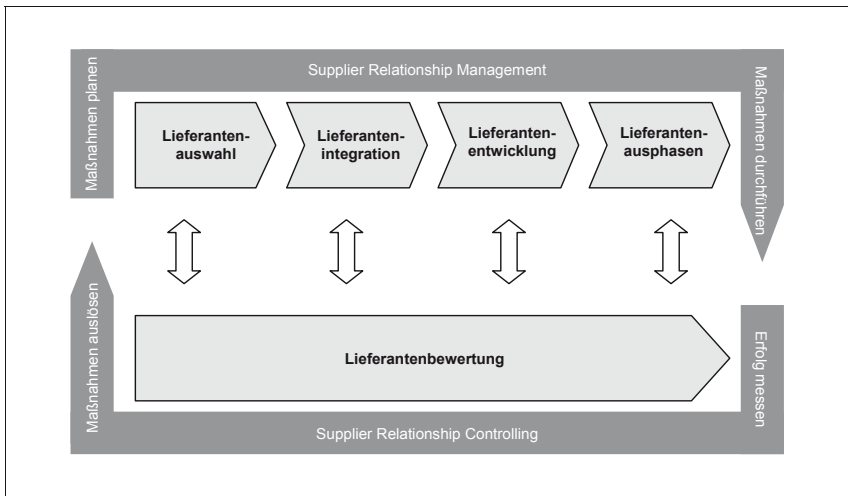 Supplier Relationship Management
Maßnahmen planen
Lieferanten-
auswahl
Lieferanten-
integration
Lieferanten-
entwicklung
Lieferanten-
ausphasen
Maßnahmen durchführen
Maßnahmen auslösen
Lieferantenbewertung
Erfolg messen
Supplier Relationship Controlling